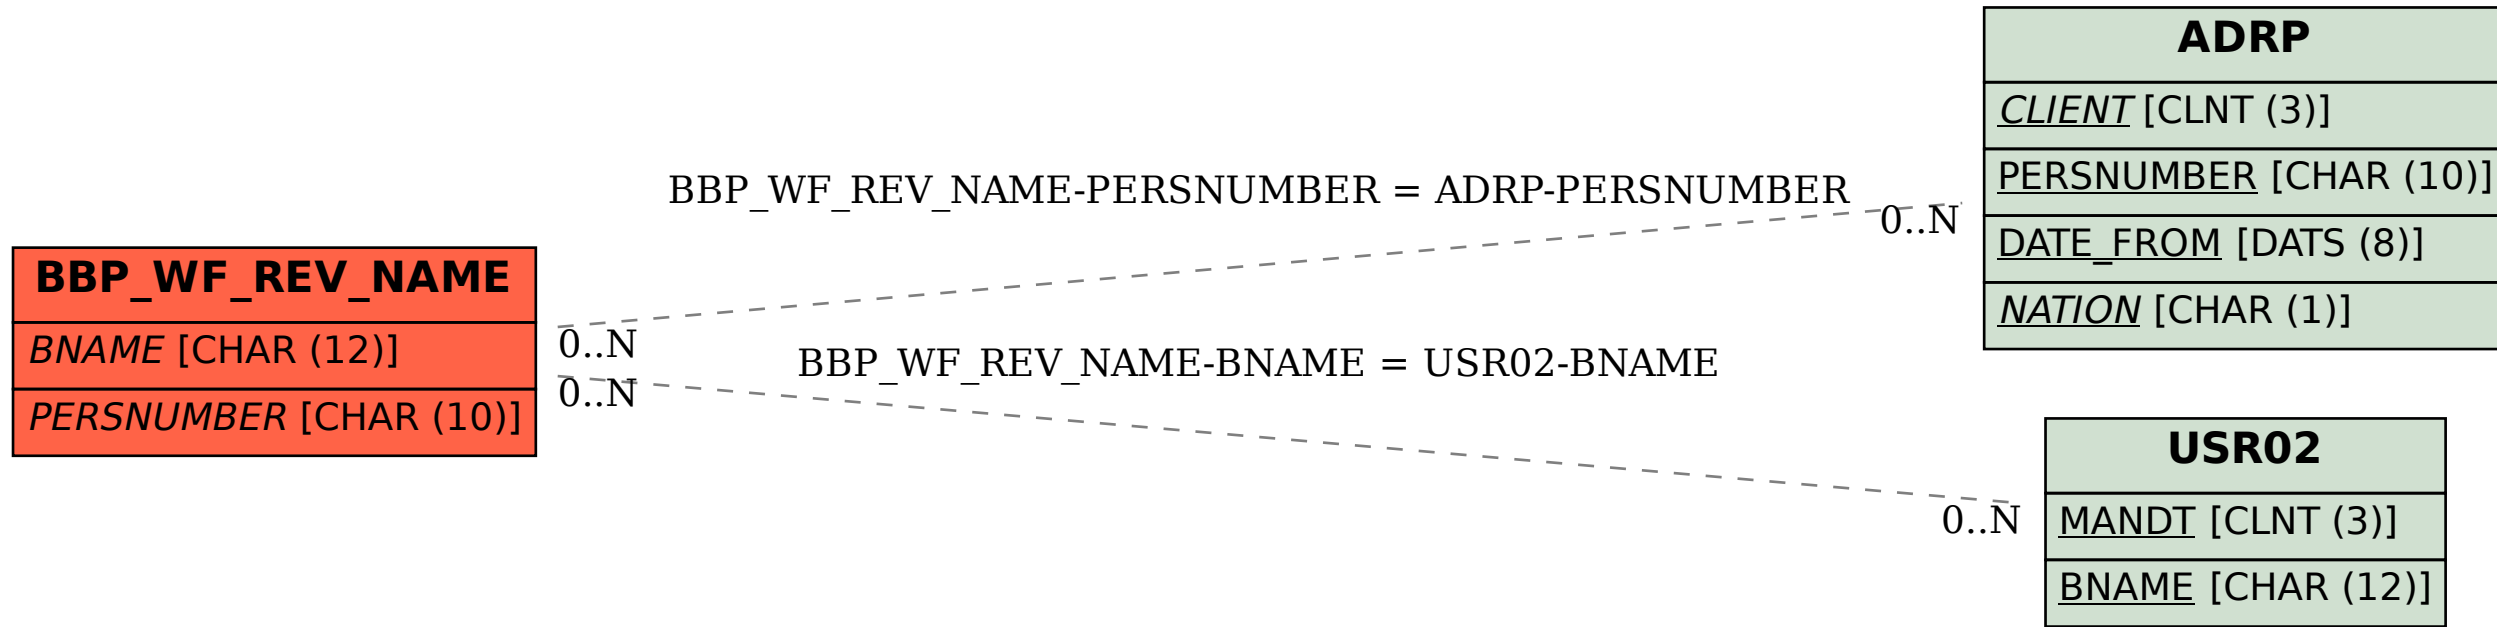 BBP_WF_REV_NAME
BNAME [CHAR (12)]
PERSNUMBER [CHAR (10)]
BBP_WF_REV_NAME-PERSNUMBER = ADRP-PERSNUMBER
0..N
0..N
BBP_WF_REV_NAME-BNAME = USR02-BNAME
0..N
0..N
ADRP
CLIENT [CLNT (3)]
PERSNUMBER [CHAR (10)]
DATE_FROM [DATS (8)]
NATION [CHAR (1)]
USR02
MANDT [CLNT (3)]
BNAME [CHAR (12)]